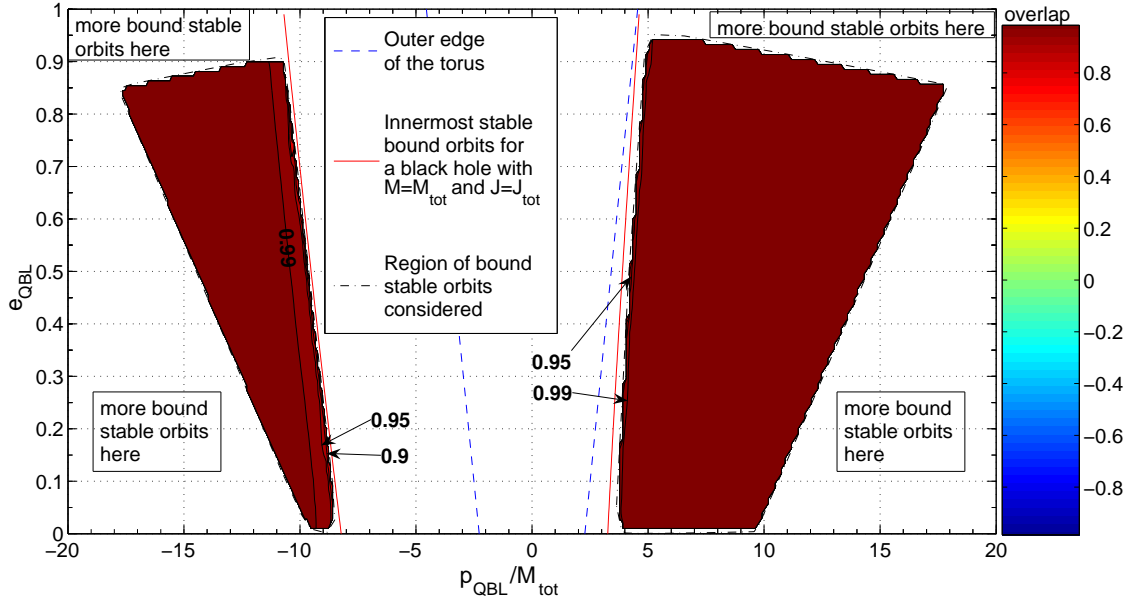 more bound stable
orbits here
more bound stable orbits here
overlap
Outer edge
of the torus
Innermost stable
bound orbits for
a black hole with
M=M_tot and J=J_tot
Region of bound
stable orbits
considered
0.99
0.95
0.9
0.95
0.99
more bound
stable orbits
here
more bound
stable orbits
here
e_QBL
1
0.9
0.8
0.7
0.6
0.5
0.4
0.3
0.2
0.1
0
−20
−15
−10
−5
0
5
10
15
20
p_QBL/M_tot
0.8
0.6
0.4
0.2
0
−0.2
−0.4
−0.6
−0.8